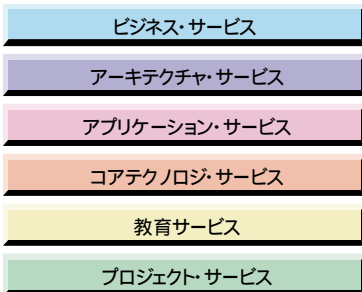 ビジネス・サービス
アーキテクチャ・サービス
アプリケーション・サービス
コアテクノロジ・サービス
教育サービス
プロジェクト・サービス